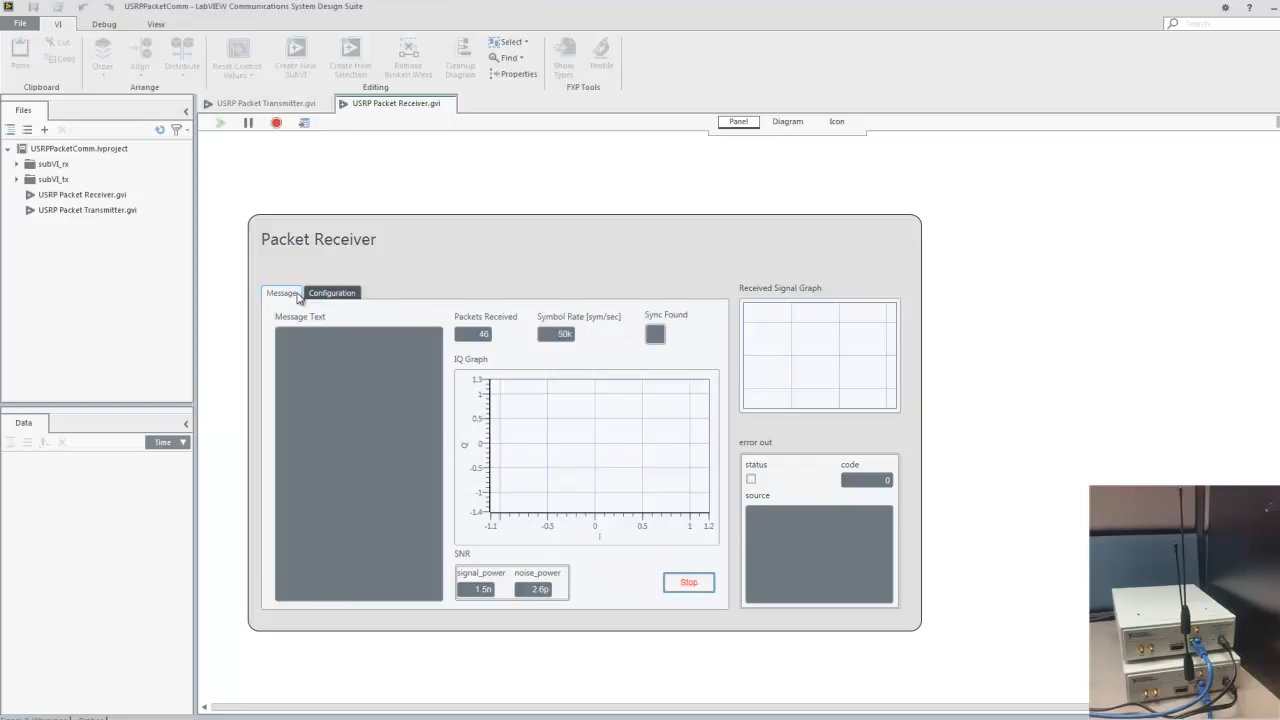 USRPPacketComm - LabVIEW Communications System Design Suite
File VI Debug View
Search
Paste
Cut
Copy
Order
Align
Distribute
Reset Control Values
Create New SubVI
Create from Selection
Remove Broken Wires
Cleanup Diagram
Select
Find
Properties
Show Types
Profile
Clipboard Arrange Editing FXP Tools
Files
USRP Packet Transmitter.gvi
USRP Packet Receiver.gvi
Panel Diagram Icon
USRPPacketComm.lvproject
subVI_rx
subVI_tx
USRP Packet Receiver.gvi
USRP Packet Transmitter.gvi
Data
Time
Packet Receiver
Message Configuration
Message Text
Packets Received
46
Symbol Rate [sym/sec]
50k
Sync Found
IQ Graph
1.3
1
0.5
0
-0.5
-1
-1.4
Q
-1.1 -0.5 0 0.5 1 1.2
I
SNR
signal_power noise_power
1.5n 2.6p
Stop
Received Signal Graph
error out
status code
0
source